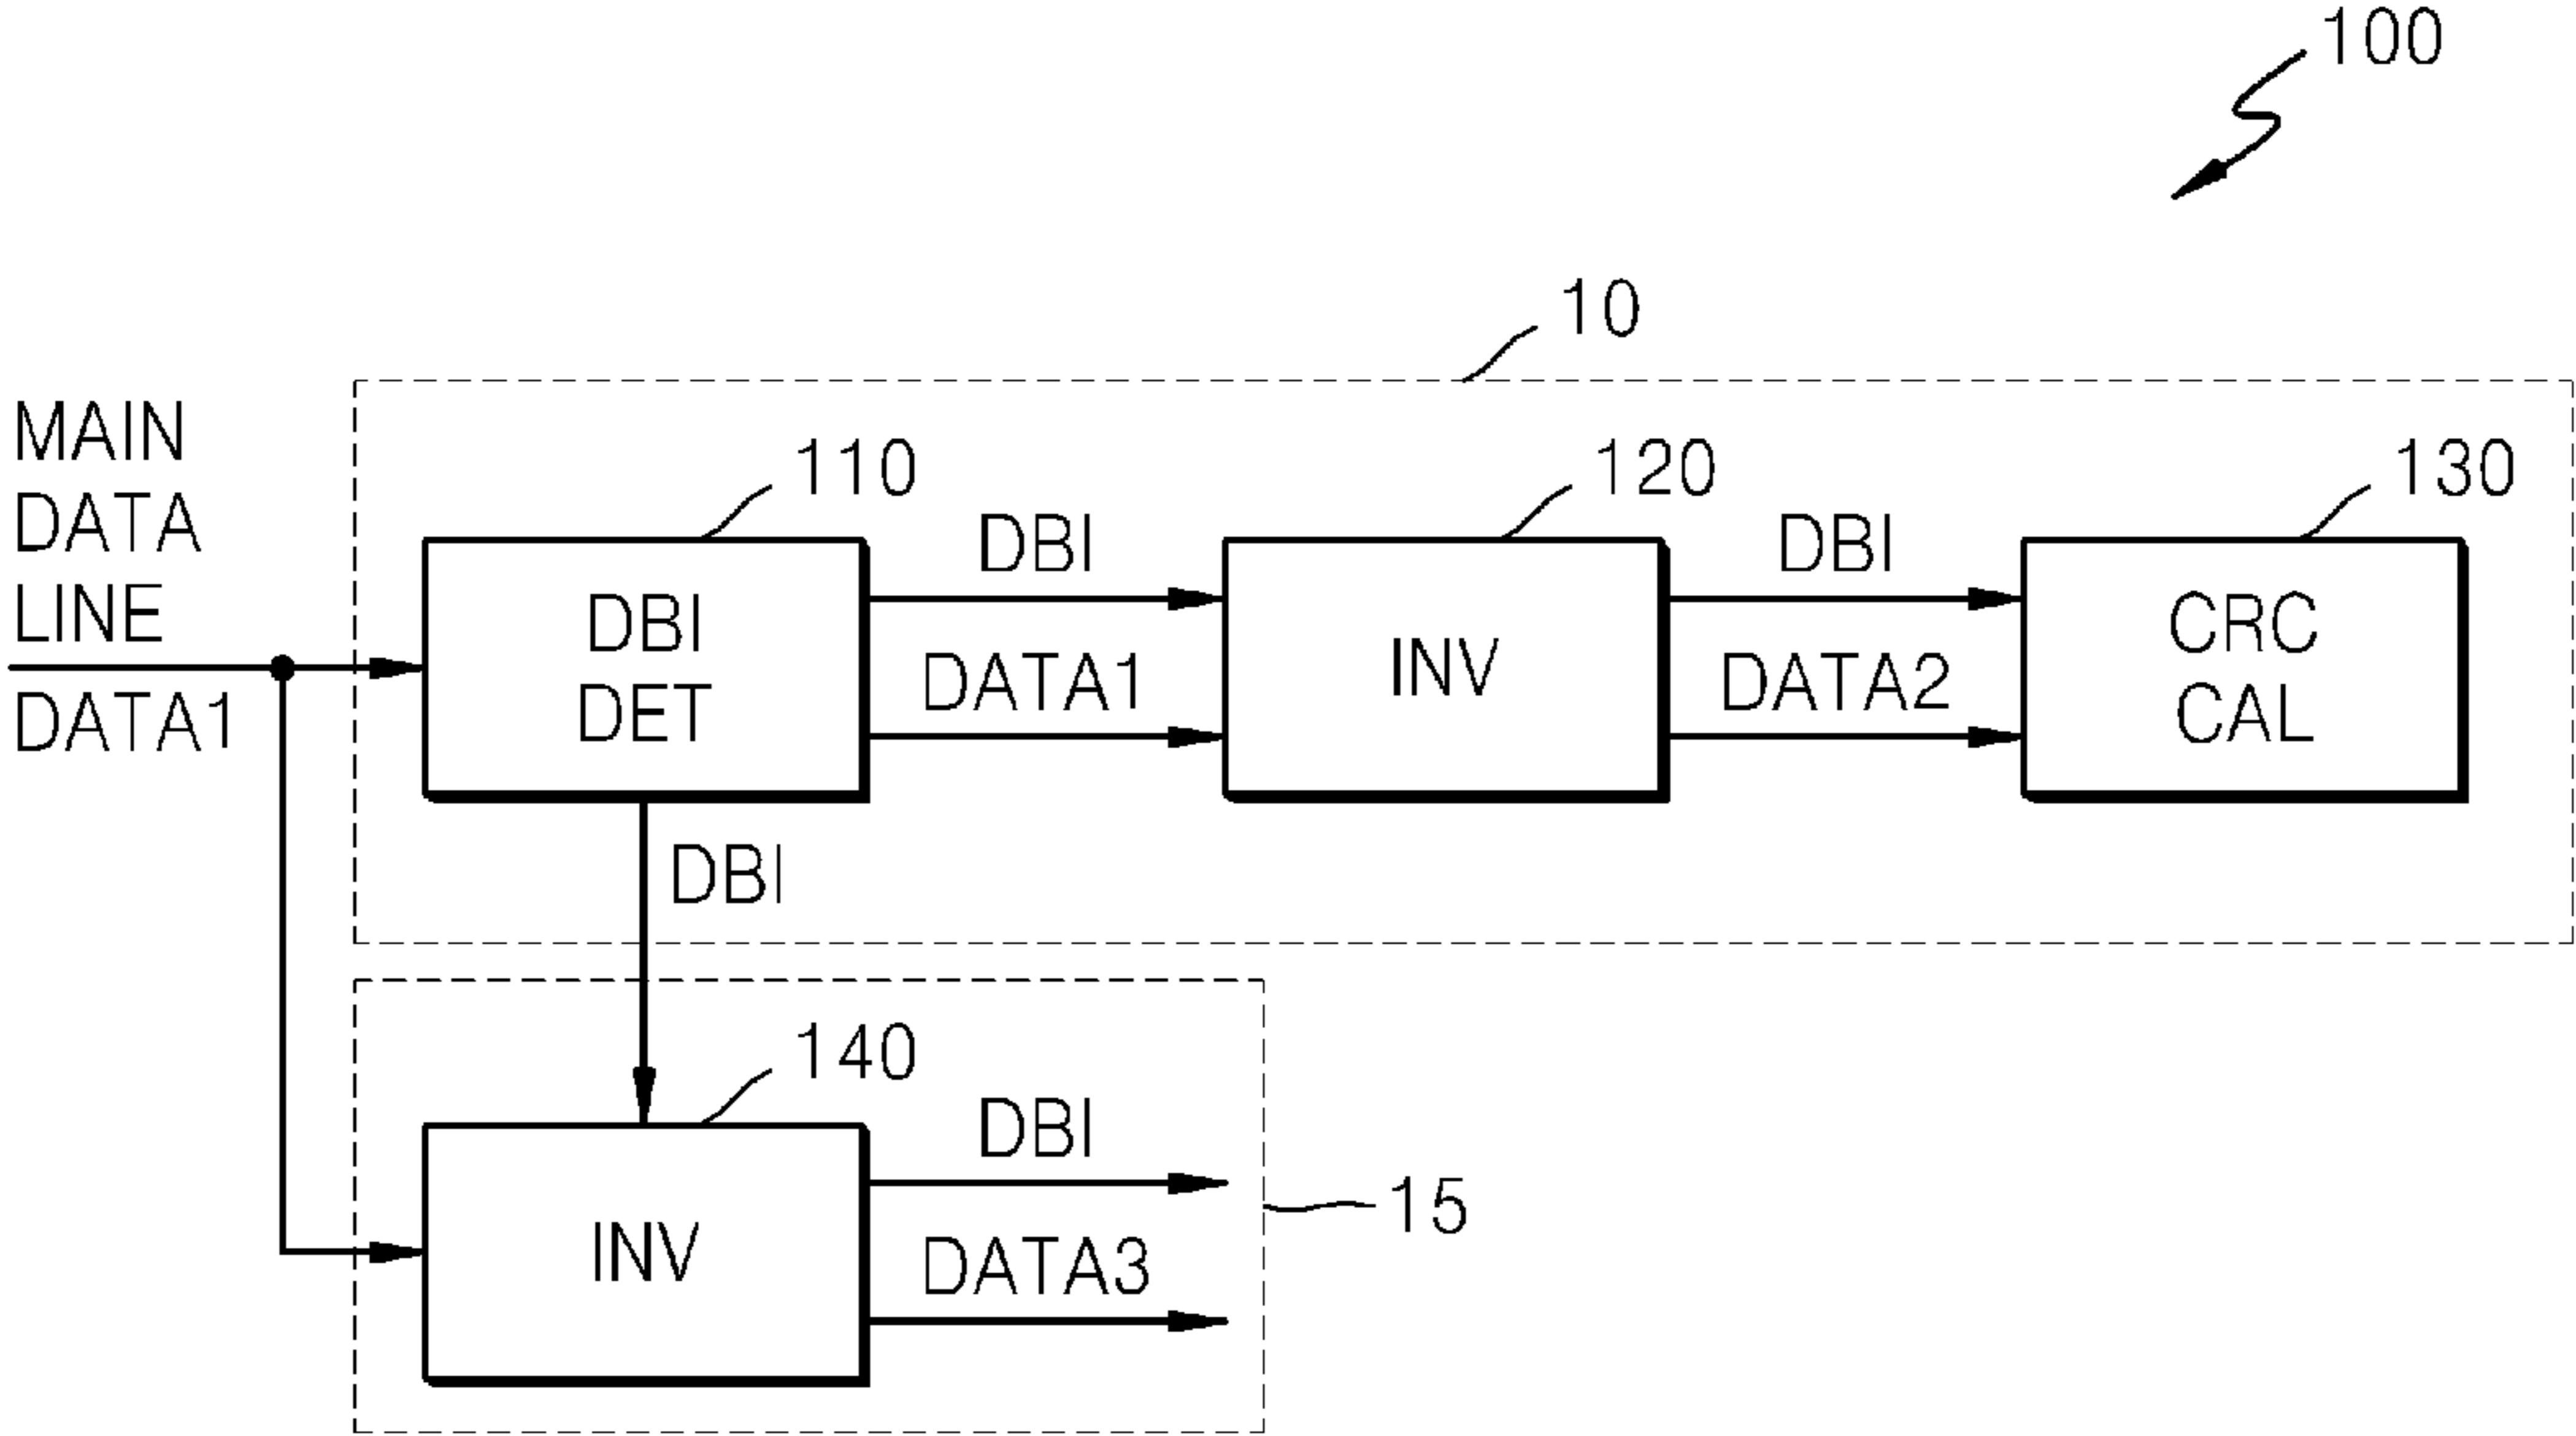 100
10
MAIN
DATA
LINE
DATA1
110
DBI
DET
DBI
DATA1
120
INV
DBI
DATA2
130
CRC
CAL
DBI
140
INV
DBI
DATA3
15